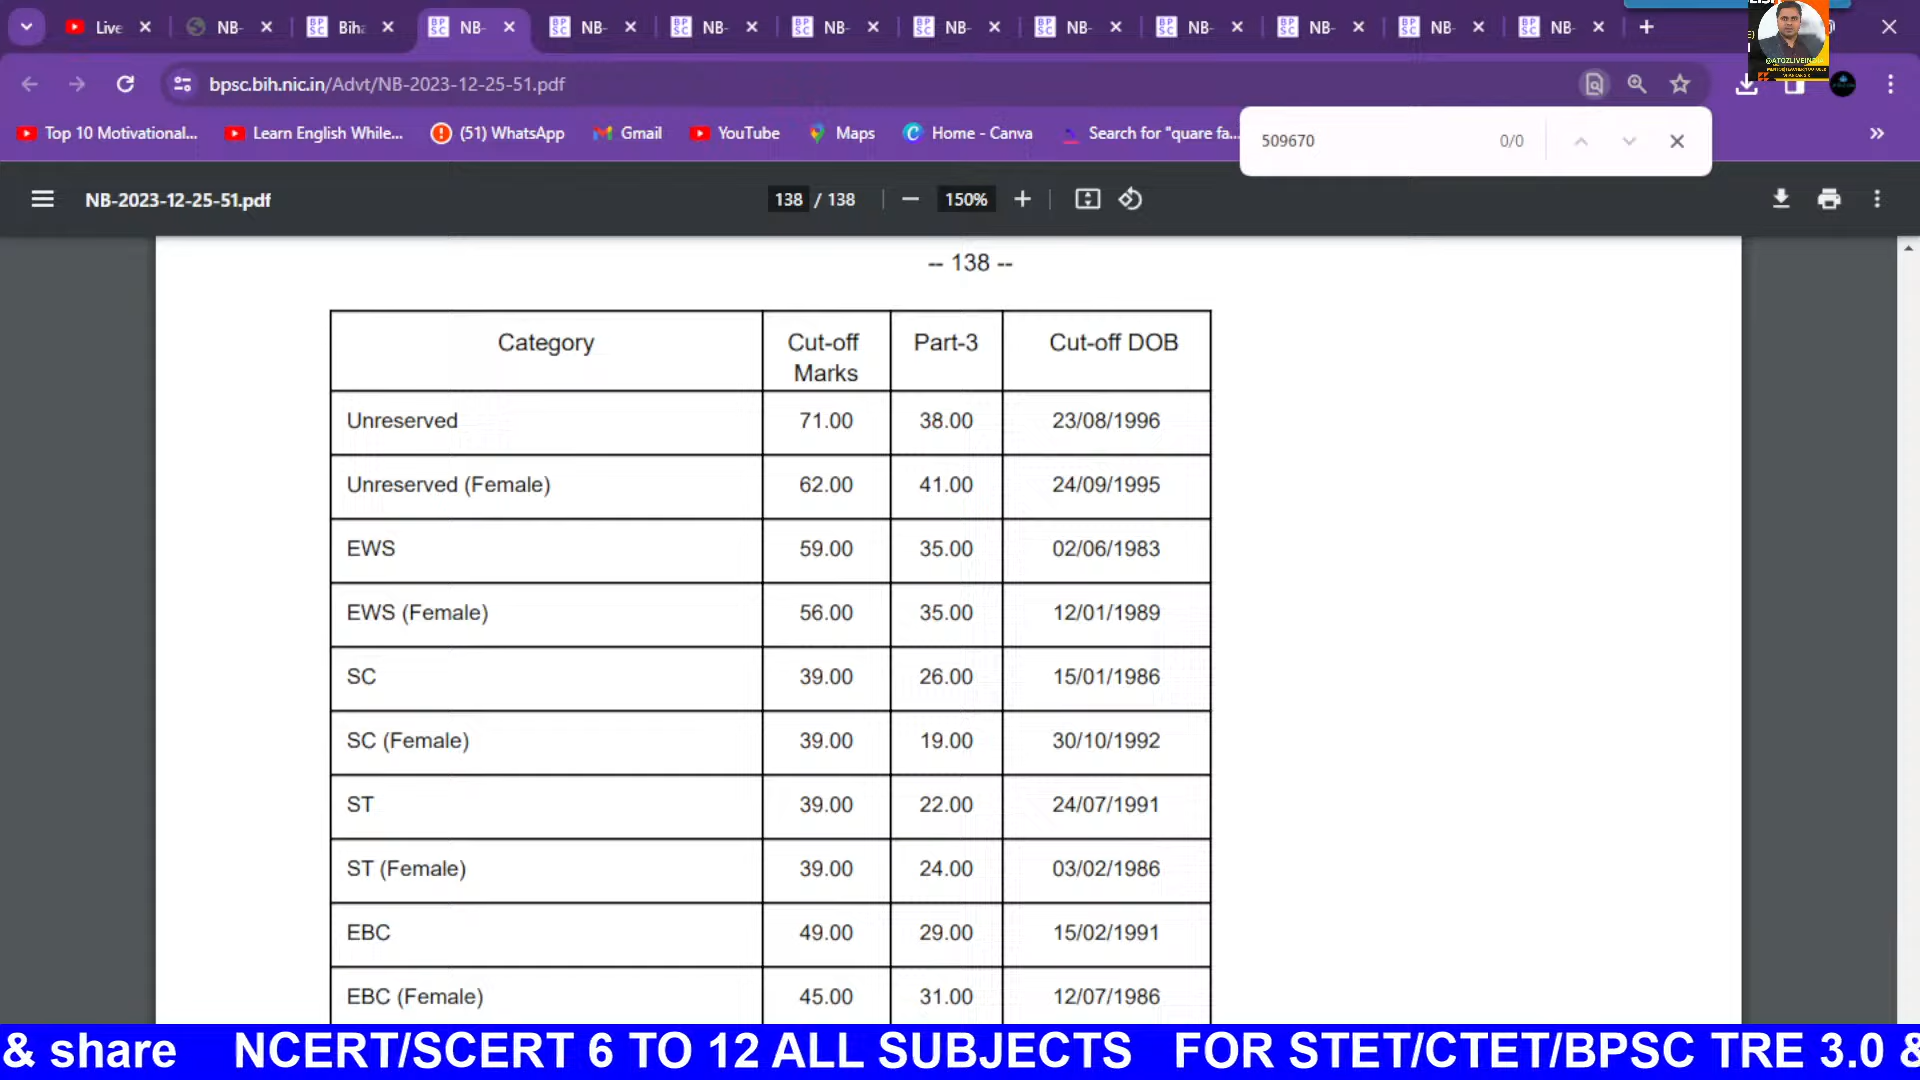 Live NB- Biha NB- NB- NB- NB- NB- NB- NB- NB- NB- NB-
bpsc.bih.nic.in/Advt/NB-2023-12-25-51.pdf
@ATOZLIVEINDIA
Top 10 Motivational... Learn English While... (51) WhatsApp Gmail YouTube Maps Home - Canva Search for "quare fa...
509670 0/0
NB-2023-12-25-51.pdf 138 / 138 150%
-- 138 --
Category Cut-off Marks Part-3 Cut-off DOB
Unreserved 71.00 38.00 23/08/1996
Unreserved (Female) 62.00 41.00 24/09/1995
EWS 59.00 35.00 02/06/1983
EWS (Female) 56.00 35.00 12/01/1989
SC 39.00 26.00 15/01/1986
SC (Female) 39.00 19.00 30/10/1992
ST 39.00 22.00 24/07/1991
ST (Female) 39.00 24.00 03/02/1986
EBC 49.00 29.00 15/02/1991
EBC (Female) 45.00 31.00 12/07/1986
& share NCERT/SCERT 6 TO 12 ALL SUBJECTS FOR STET/CTET/BPSC TRE 3.0 &